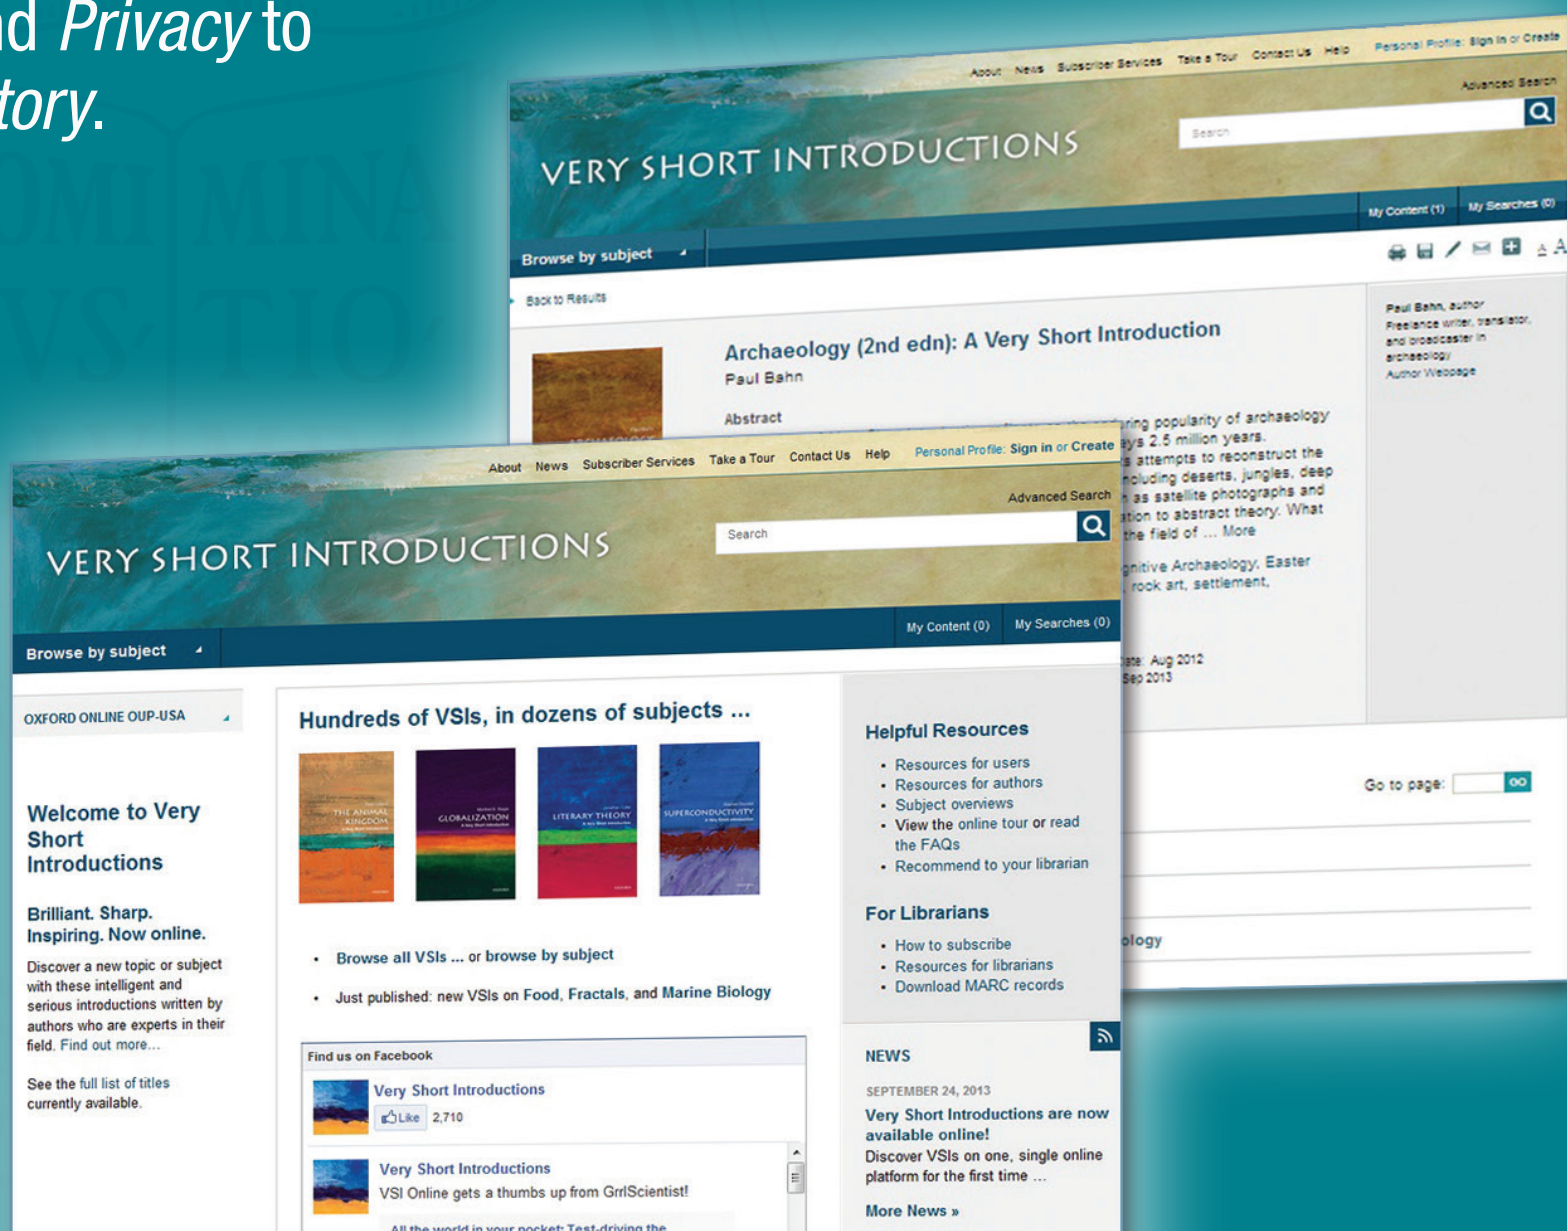 nd Privacy to
tory.
OMI MINA
VS TIO
About News Subscriber Services Take a Tour Contact Us Help Personal Profile: Sign in or Create
Advanced Search
VERY SHORT INTRODUCTIONS
Search
My Content (1) My Searches (0)
Browse by subject
A A
Back to Results
Archaeology (2nd edn): A Very Short Introduction
Paul Bahn
Abstract
ring popularity of archaeology
ys 2.5 million years.
s attempts to reconstruct the
ncluding deserts, jungles, deep
h as satellite photographs and
ation to abstract theory. What
the field of ... More
gnitive Archaeology, Easter
, rock art, settlement,
Date: Aug 2012
Sep 2013
Paul Bahn, author
Freelance writer, translator,
and broadcaster in
archaeology
Author Webpage
Go to page: GO
ology
About News Subscriber Services Take a Tour Contact Us Help Personal Profile: Sign in or Create
Advanced Search
VERY SHORT INTRODUCTIONS
Search
My Content (0) My Searches (0)
Browse by subject
OXFORD ONLINE OUP-USA
Welcome to Very
Short
Introductions
Brilliant. Sharp.
Inspiring. Now online.
Discover a new topic or subject
with these intelligent and
serious introductions written by
authors who are experts in their
field. Find out more...
See the full list of titles
currently available.
Hundreds of VSIs, in dozens of subjects ...
THE ANIMAL
KINGDOM
GLOBALIZATION
LITERARY THEORY
SUPERCONDUCTIVITY
• Browse all VSIs ... or browse by subject
• Just published: new VSIs on Food, Fractals, and Marine Biology
Find us on Facebook
Very Short Introductions
Like 2,710
Very Short Introductions
VSI Online gets a thumbs up from GrrlScientist!
All the world in your pocket: Test-driving the
Helpful Resources
• Resources for users
• Resources for authors
• Subject overviews
• View the online tour or read
the FAQs
• Recommend to your librarian
For Librarians
• How to subscribe
• Resources for librarians
• Download MARC records
NEWS
SEPTEMBER 24, 2013
Very Short Introductions are now
available online!
Discover VSIs on one, single online
platform for the first time ...
More News »